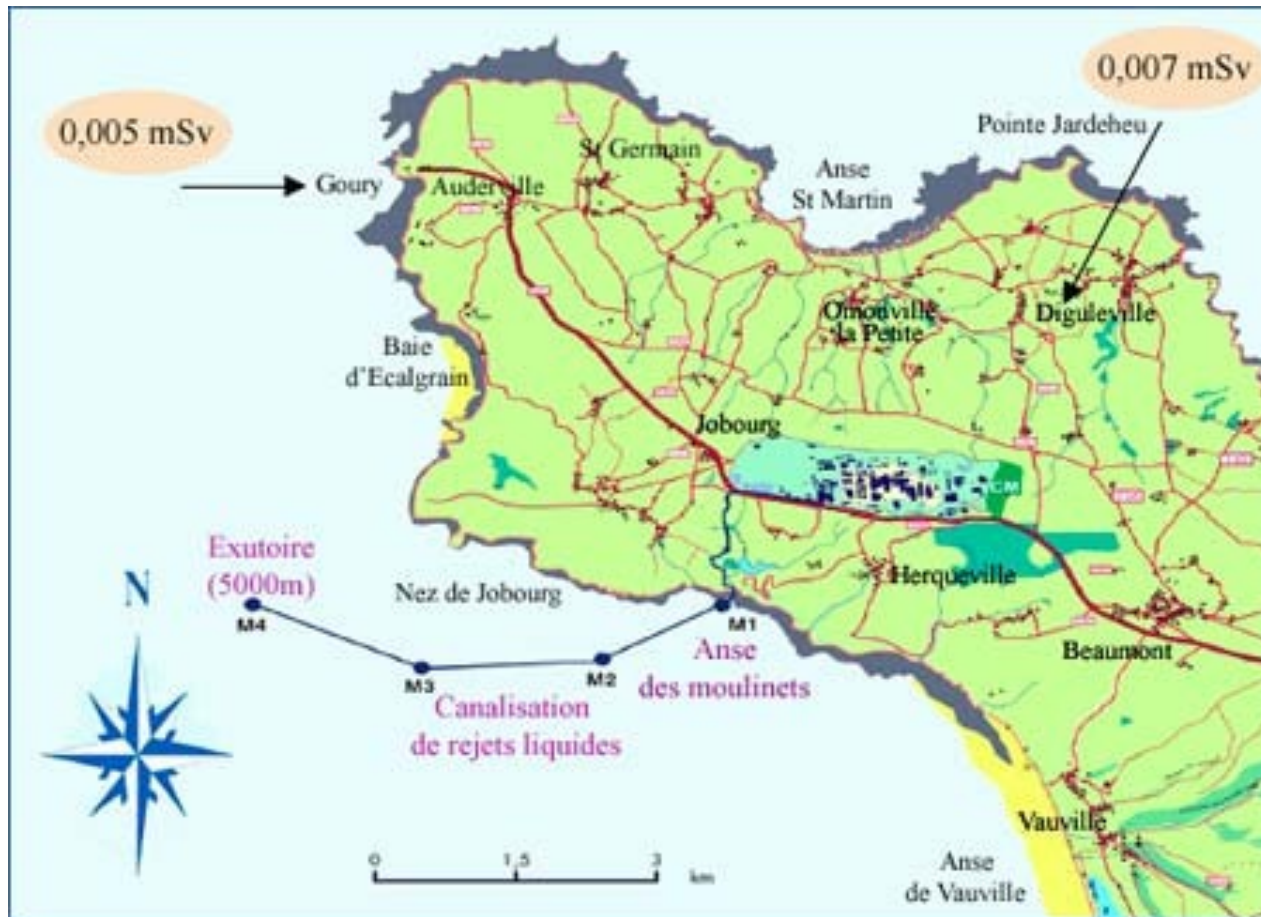 0,007 mSv
0,005 mSv
Pointe Jardeheu
St Germain
Anse
St Martin
Goury
Auderville
Omonville
la Petite
Diguleville
Baie
d'Ecalgrain
Jobourg
CM
Exutoire
(5000m)
N
Nez de Jobourg
Herqueville
M4
M1
M3
M2
Anse
des moulinets
Beaumont
Canalisation
de rejets liquides
Vauville
0
1,5
3
km
Anse
de Vauville